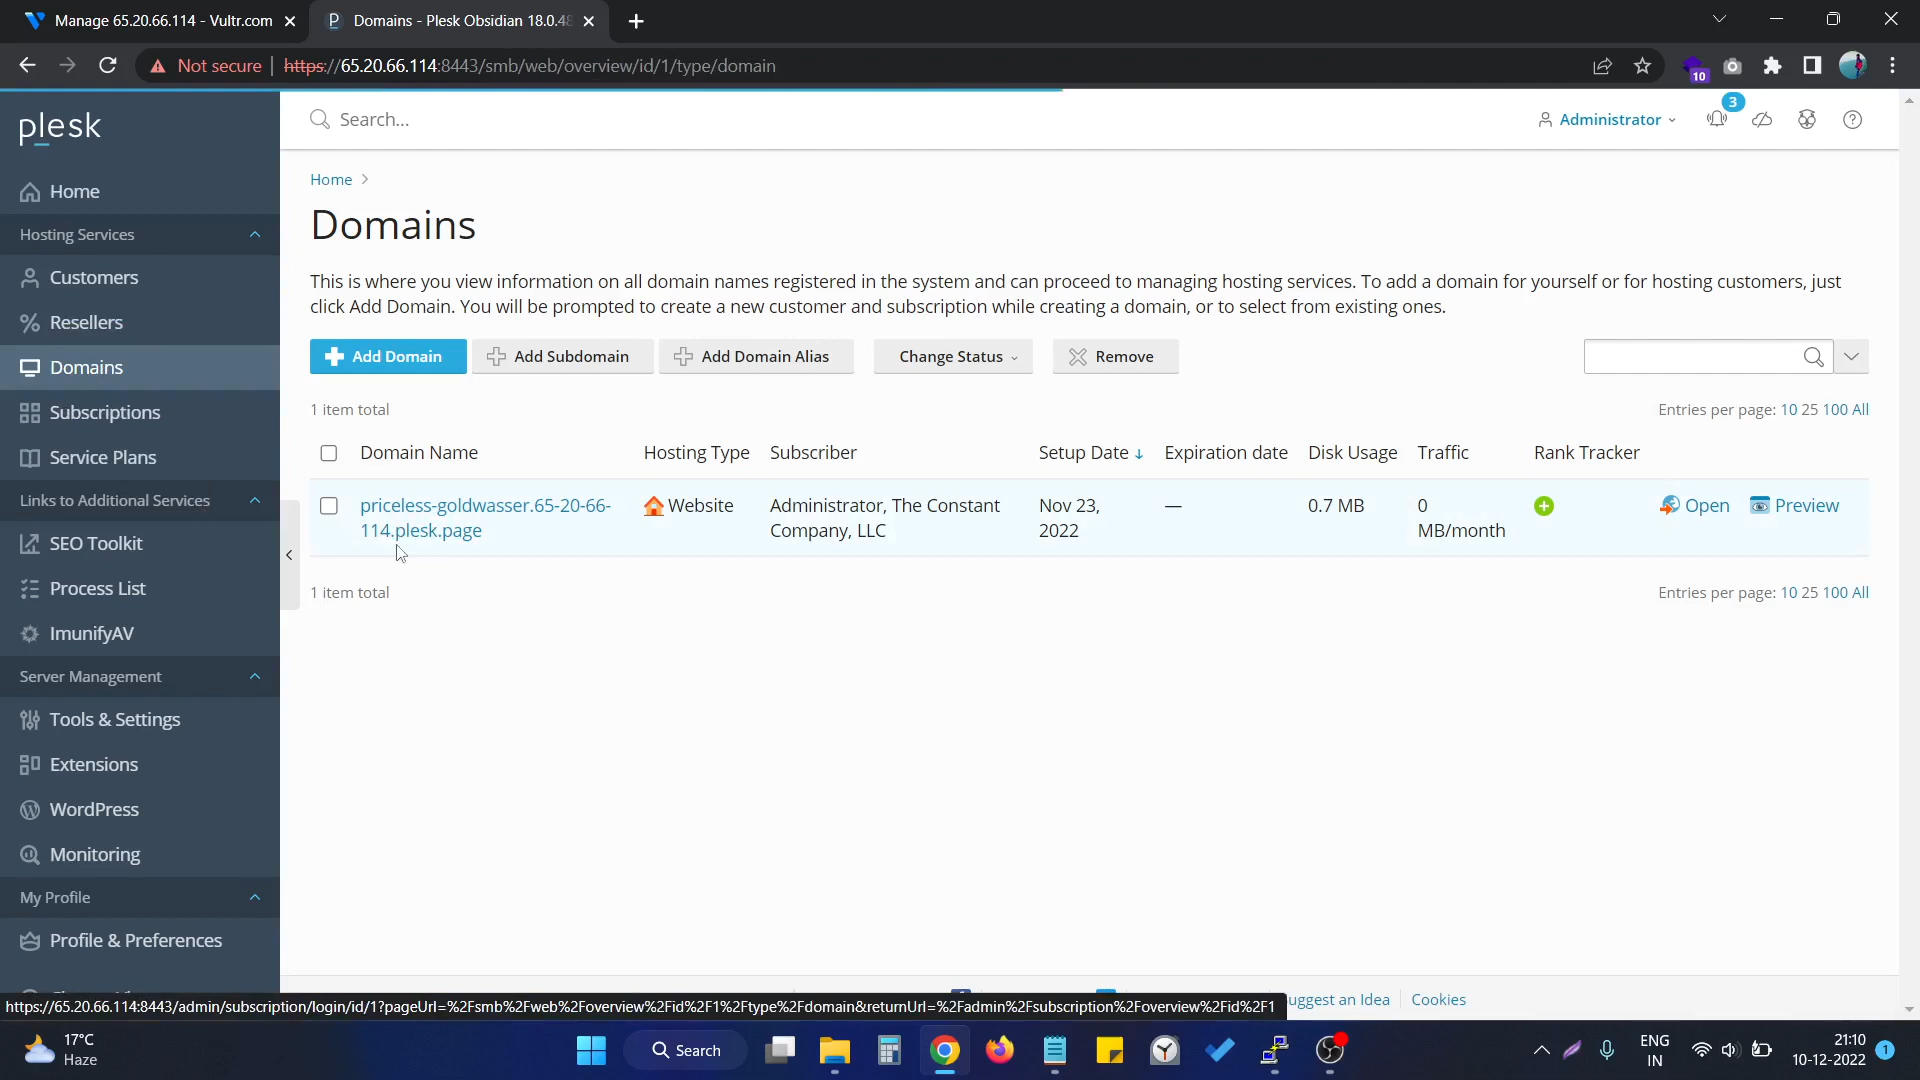 Manage 65.20.66.114 - Vultr.com
Domains - Plesk Obsidian 18.0.48
Not secure
https://65.20.66.114:8443/smb/web/overview/id/1/type/domain
10
plesk
Search...
Administrator
3
Home
Hosting Services
Customers
Resellers
Domains
Subscriptions
Service Plans
Links to Additional Services
SEO Toolkit
Process List
ImunifyAV
Server Management
Tools & Settings
Extensions
WordPress
Monitoring
My Profile
Profile & Preferences
Home >
Domains
This is where you view information on all domain names registered in the system and can proceed to managing hosting services. To add a domain for yourself or for hosting customers, just
click Add Domain. You will be prompted to create a new customer and subscription while creating a domain, or to select from existing ones.
Add Domain Add Subdomain Add Domain Alias Change Status Remove
1 item total
Entries per page: 10 25 100 All
Domain Name Hosting Type Subscriber Setup Date Expiration date Disk Usage Traffic Rank Tracker
priceless-goldwasser.65-20-66- Website Administrator, The Constant Nov 23, — 0.7 MB 0 Open Preview
114.plesk.page Company, LLC 2022 MB/month
1 item total
Entries per page: 10 25 100 All
https://65.20.66.114:8443/admin/subscription/login/id/1?pageUrl=%2Fsmb%2Fweb%2Foverview%2Fid%2F1%2Ftype%2Fdomain&returnUrl=%2Fadmin%2Fsubscription%2Foverview%2Fid%2F1
uggest an Idea Cookies
17°C
Haze
Search
ENG
IN
21:10
10-12-2022
1